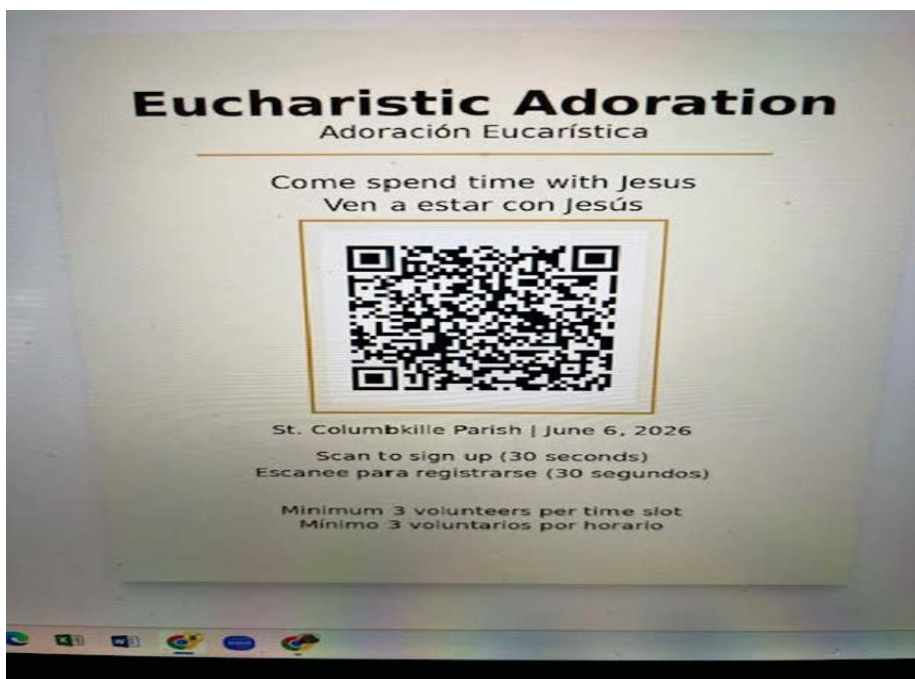 Eucharistic Adoration
Adoración Eucarística
Come spend time with Jesus
Ven a estar con Jesús
St. Columbkille Parish | June 6, 2026
Scan to sign up (30 seconds)
Escanee para registrarse (30 segundos)
Minimum 3 volunteers per time slot
Mínimo 3 voluntarios por horario